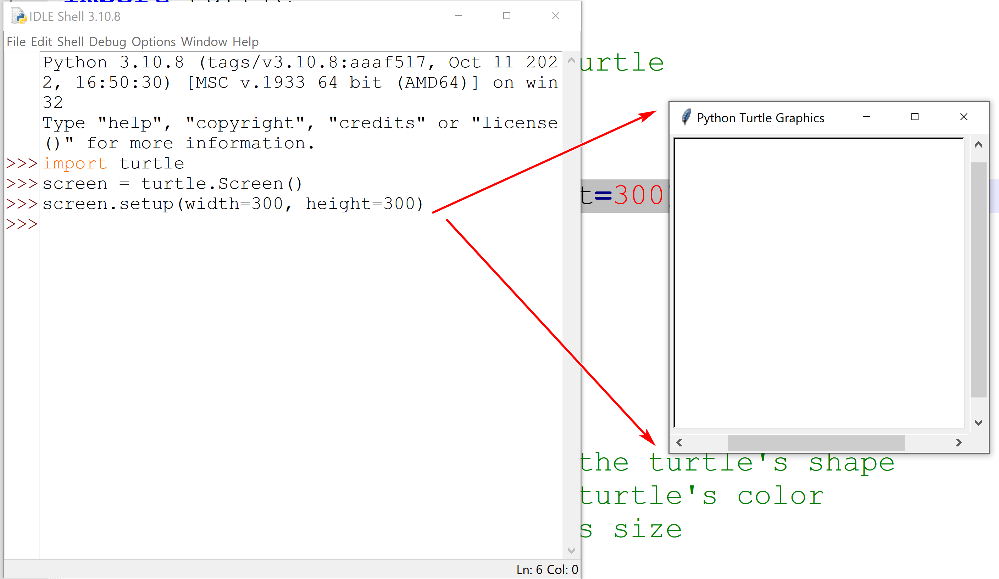 IDLE Shell 3.10.8
File Edit Shell Debug Options Window Help
Python 3.10.8 (tags/v3.10.8:aaaf517, Oct 11 202
2, 16:50:30) [MSC v.1933 64 bit (AMD64)] on win
32
Type "help", "copyright", "credits" or "license
()" for more information.
>>> import turtle
>>> screen = turtle.Screen()
>>> screen.setup(width=300, height=300)
>>>
Ln: 6 Col: 0
urtle
t=300
Python Turtle Graphics
the turtle's shape
turtle's color
s size